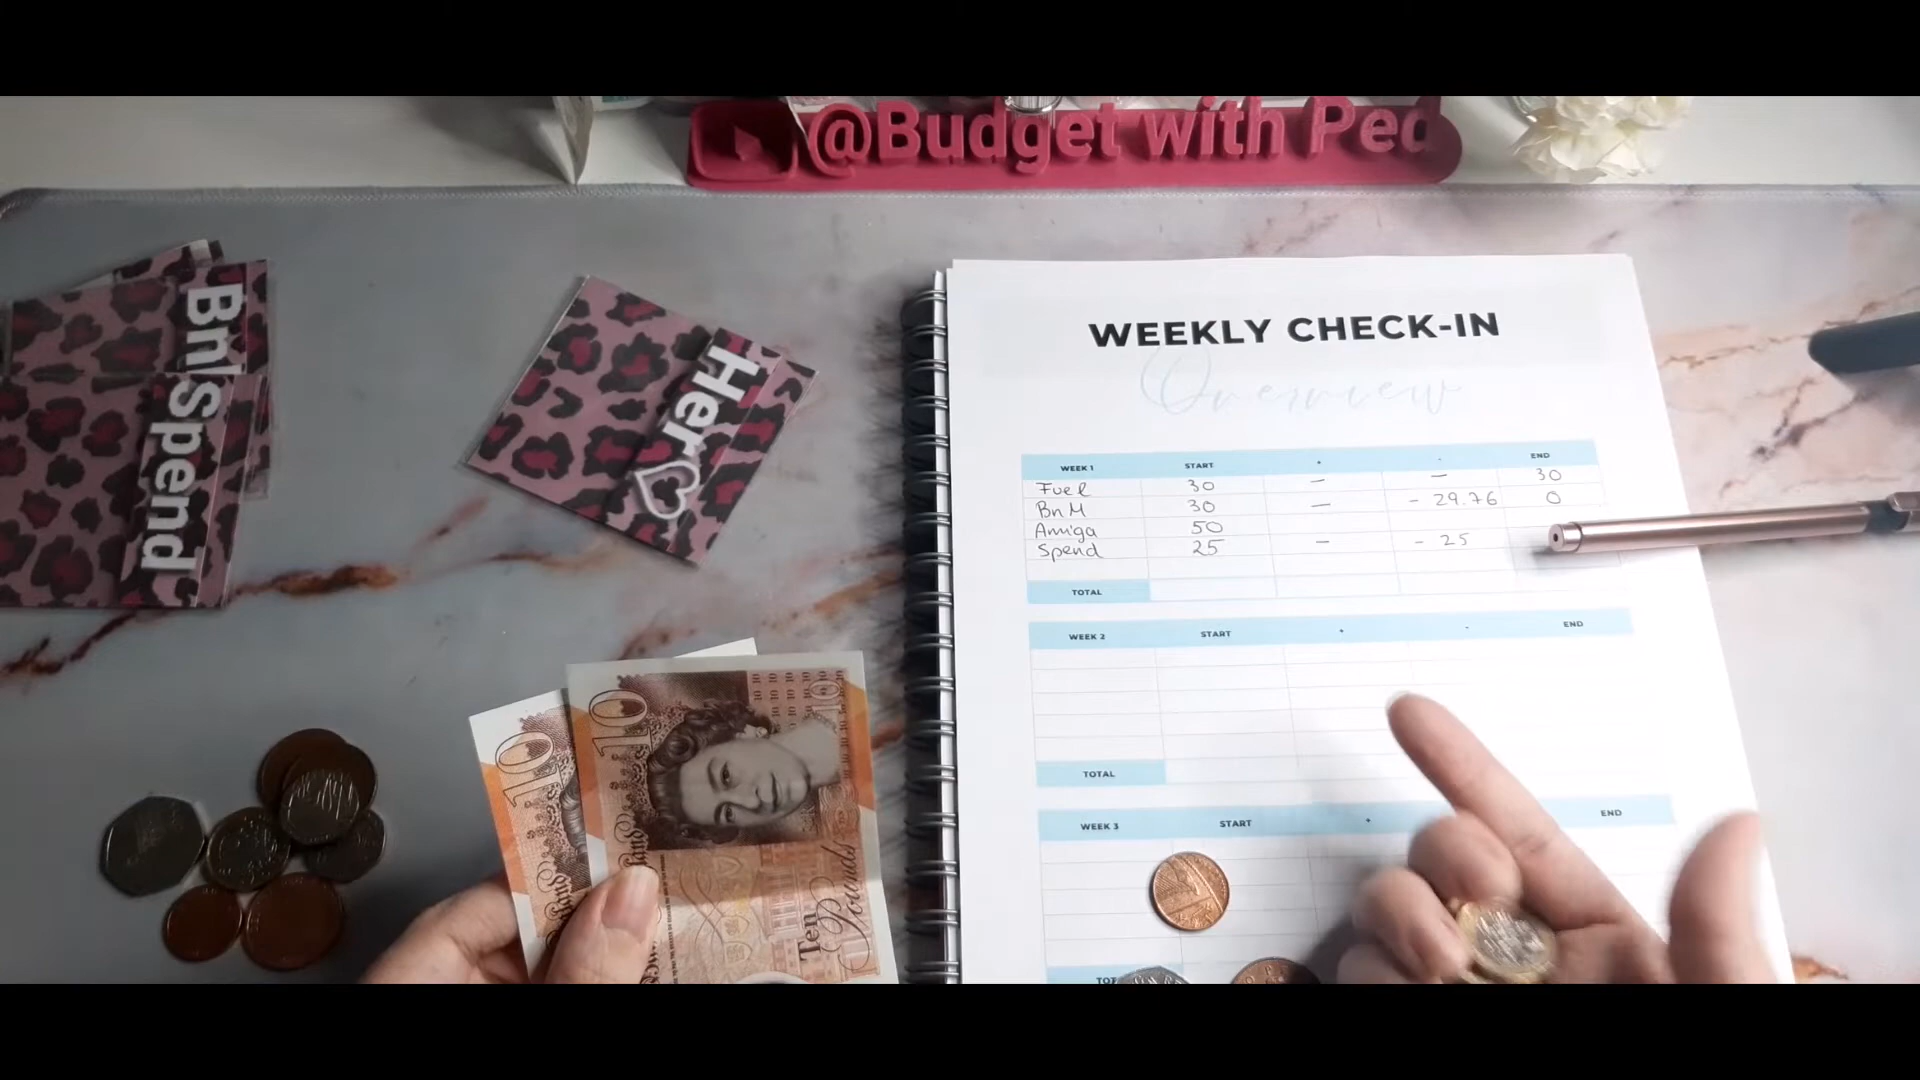 @Budget with Ped
Bn
Spend
Her
WEEKLY CHECK-IN
Overview
WEEK 1 START + - END
Fuel 30 — — 30
BnM 30 — - 29.76 0
Amiga 50
Spend 25 — - 25
TOTAL
WEEK 2 START + - END
TOTAL
WEEK 3 START + END
TOT
10
10
Ten
Pounds